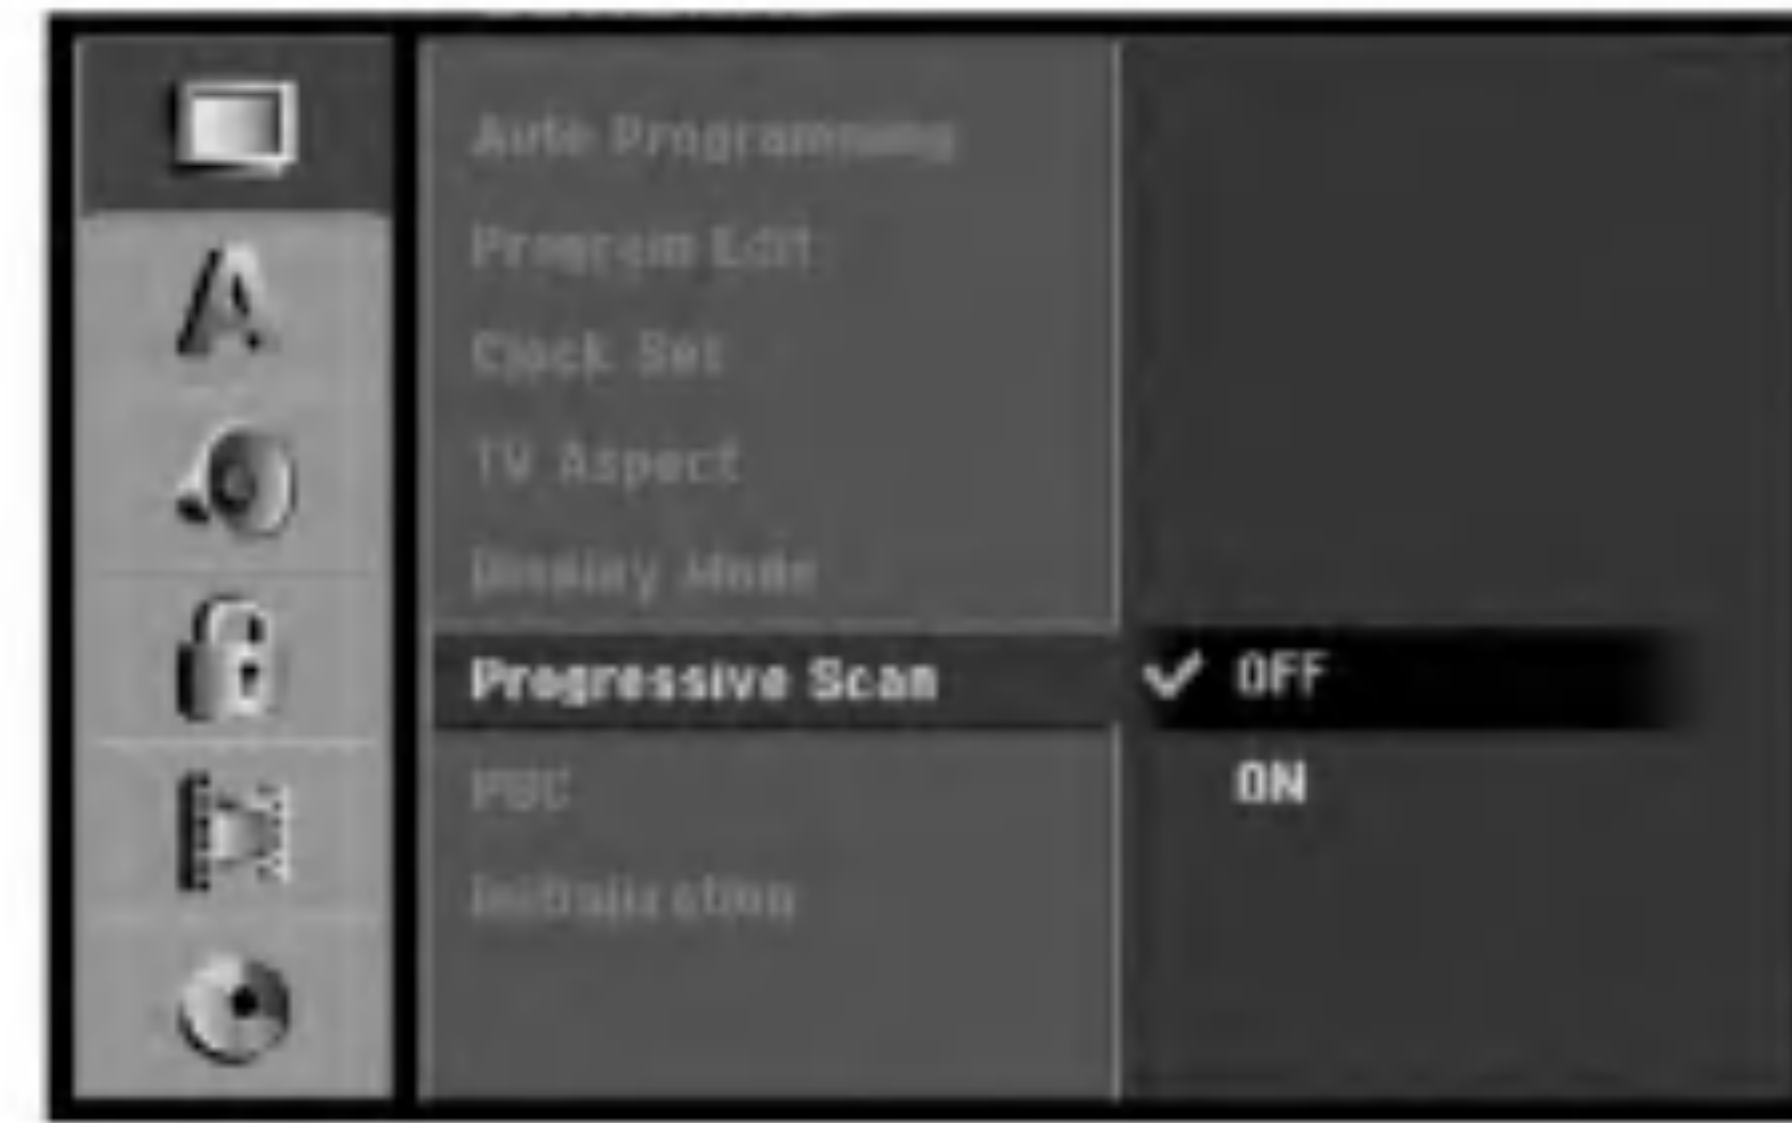 Auto Programming
Program Edit
Clock Set
TV Aspect
Display Mode
Progressive Scan
OFF
ON
PBC
Initialization